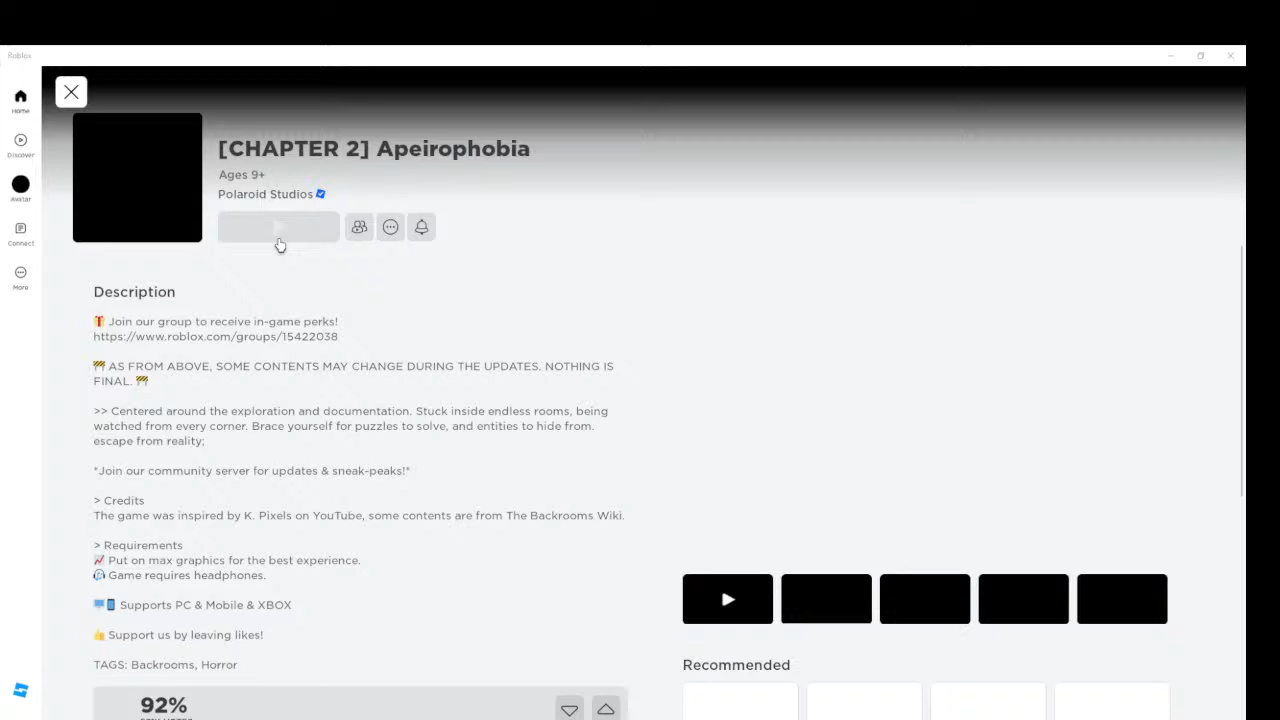 Roblox
Home
Discover
Avatar
Connect
More
[CHAPTER 2] Apeirophobia
Ages 9+
Polaroid Studios
Description
🎁 Join our group to receive in-game perks!
https://www.roblox.com/groups/15422038
🚧 AS FROM ABOVE, SOME CONTENTS MAY CHANGE DURING THE UPDATES. NOTHING IS
FINAL. 🚧
>> Centered around the exploration and documentation. Stuck inside endless rooms, being
watched from every corner. Brace yourself for puzzles to solve, and entities to hide from.
escape from reality;
*Join our community server for updates & sneak-peaks!*
> Credits
The game was inspired by K. Pixels on YouTube, some contents are from The Backrooms Wiki.
> Requirements
📈 Put on max graphics for the best experience.
🎧 Game requires headphones.
🖥️📱 Supports PC & Mobile & XBOX
👍 Support us by leaving likes!
TAGS: Backrooms, Horror
92%
Recommended